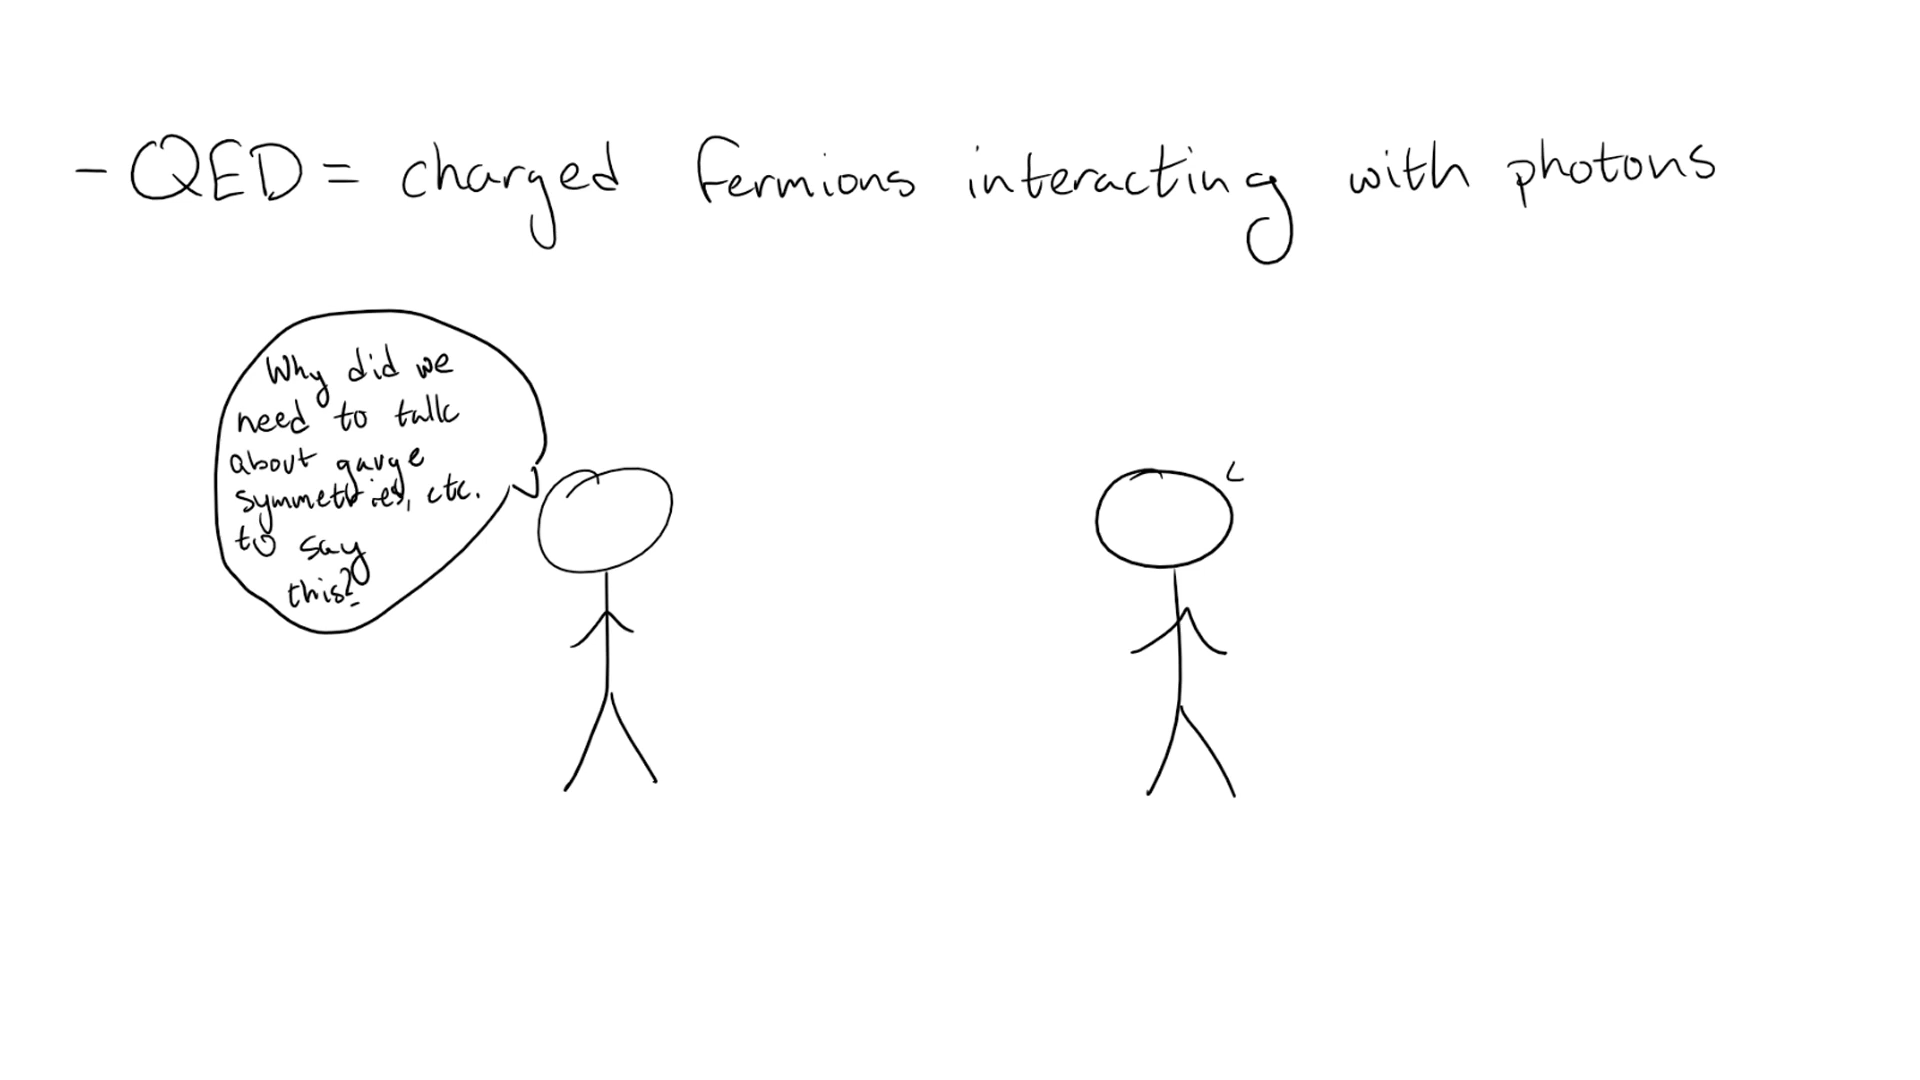 - QED = charged fermions interacting with photons
Why did we
need to talk
about gauge
symmetries, etc.
to say
this?